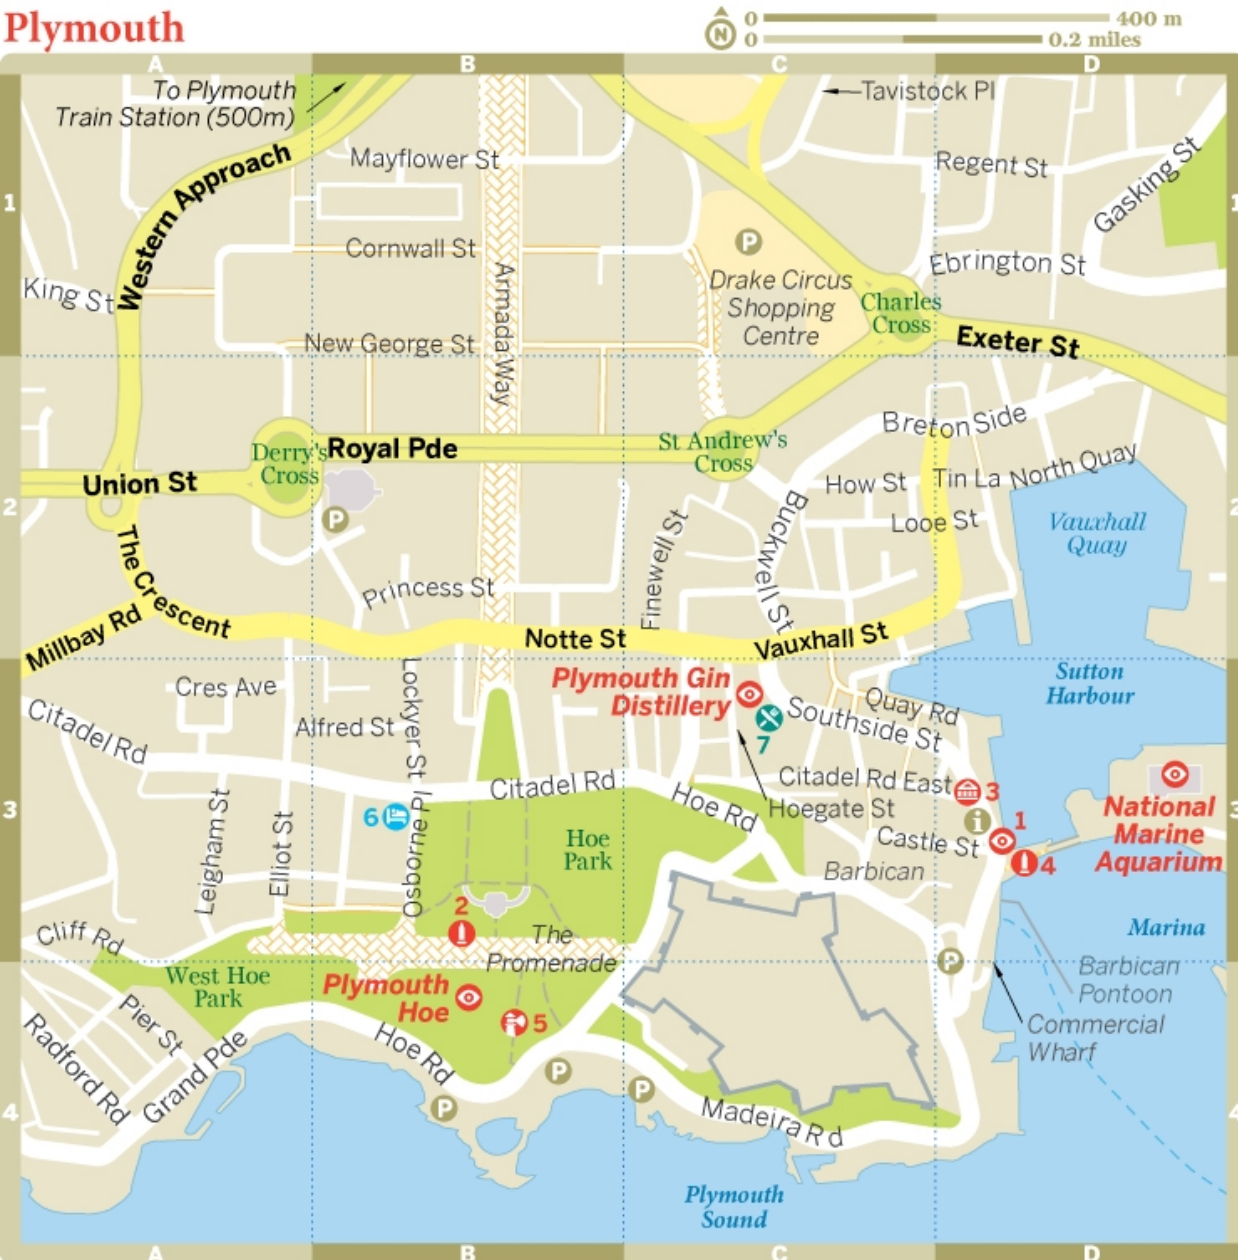 Plymouth
0 400 m
N 0 0.2 miles
A B C D
To Plymouth
Train Station (500m)
Tavistock Pl
Mayflower St
Regent St
Gasking St
Western Approach
1 1
P
Cornwall St
Ebrington St
Armada Way
Drake Circus
Shopping
Centre
King St
Charles
Cross
New George St
Exeter St
Breton Side
Derry's
Cross
Royal Pde
St Andrew's
Cross
Union St
How St
Tin La
North Quay
2 2
P
Looe St
Vauxhall
Quay
Buckwell St
Finewell St
The Crescent
Princess St
Millbay Rd
Notte St
Vauxhall St
Sutton
Harbour
Plymouth Gin
Distillery
Cres Ave
Lockyer St
Quay Rd
Citadel Rd
Alfred St
Southside St
7
Citadel Rd
Citadel Rd East
3
Hoe Rd
Hoegate St
National
Marine
Aquarium
3 3
6
i
1
Leigham St
Elliot St
Osborne Pl
Hoe
Park
Castle St
4
Barbican
2
Cliff Rd
The
Promenade
Marina
P
West Hoe
Park
Plymouth
Hoe
Barbican
Pontoon
5
Pier St
Commercial
Wharf
Radford Rd
Grand Pde
Hoe Rd
P
P
P
4 4
Madeira Rd
Plymouth
Sound
A B C D